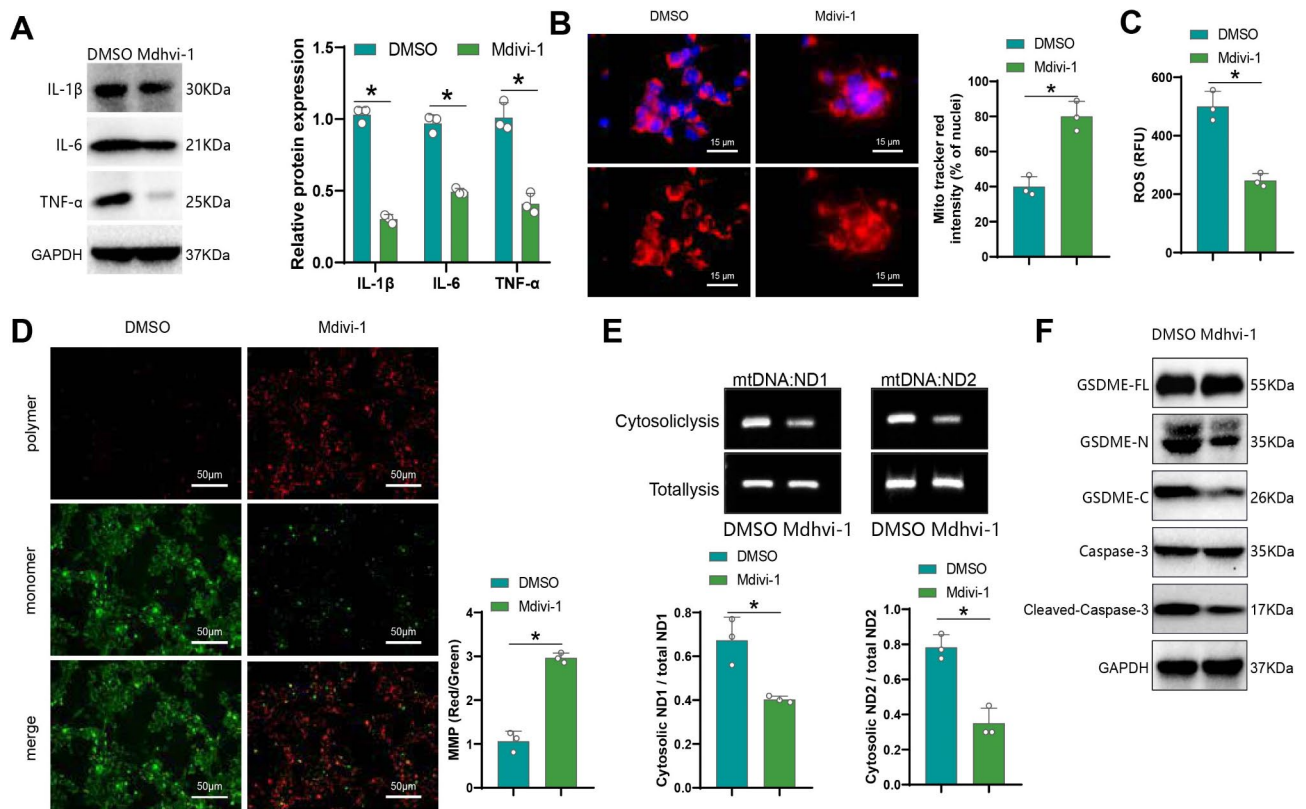 A
DMSO Mdhvi-1
IL-1β 30KDa
IL-6 21KDa
TNF-α 25KDa
GAPDH 37KDa
DMSO Mdivi-1
Relative protein expression
1.5
1.0
0.5
0.0
* * *
IL-1β IL-6 TNF-α
B
DMSO Mdivi-1
15 μm 15 μm
15 μm 15 μm
DMSO
Mdivi-1
Mito tracker red
intensity (% of nuclei)
100
80
60
40
20
0
*
C
DMSO
Mdivi-1
ROS (RFU)
600
400
200
0
*
D
DMSO Mdivi-1
polymer
50μm 50μm
monomer
50μm 50μm
merge
50μm 50μm
DMSO
Mdivi-1
MMP (Red/Green)
4
3
2
1
0
*
E
mtDNA:ND1 mtDNA:ND2
Cytosoliclysis
Totallysis
DMSO Mdhvi-1 DMSO Mdhvi-1
DMSO
Mdivi-1
Cytosolic ND1 / total ND1
0.8
0.6
0.4
0.2
0.0
*
DMSO
Mdivi-1
Cytosolic ND2 / total ND2
1.0
0.8
0.6
0.4
0.2
0.0
*
F
DMSO Mdhvi-1
GSDME-FL 55KDa
GSDME-N 35KDa
GSDME-C 26KDa
Caspase-3 35KDa
Cleaved-Caspase-3 17KDa
GAPDH 37KDa